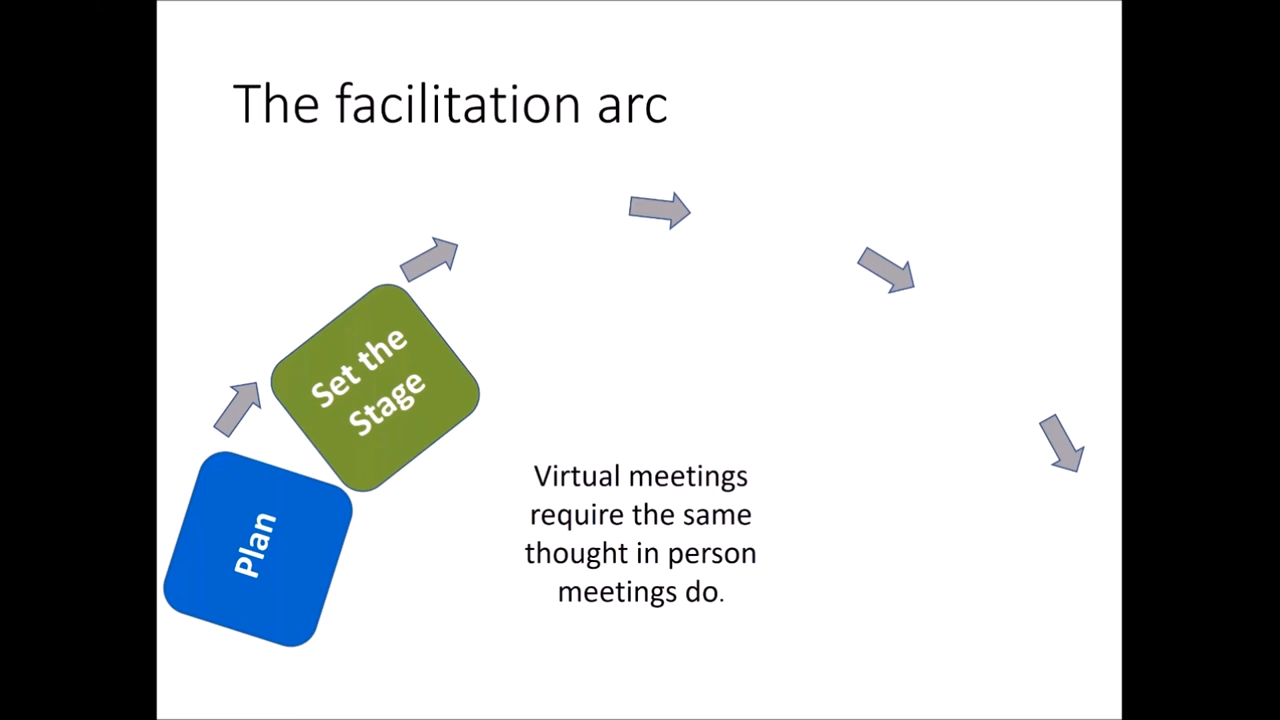 The facilitation arc
Set the
Stage
Plan
Virtual meetings
require the same
thought in person
meetings do.